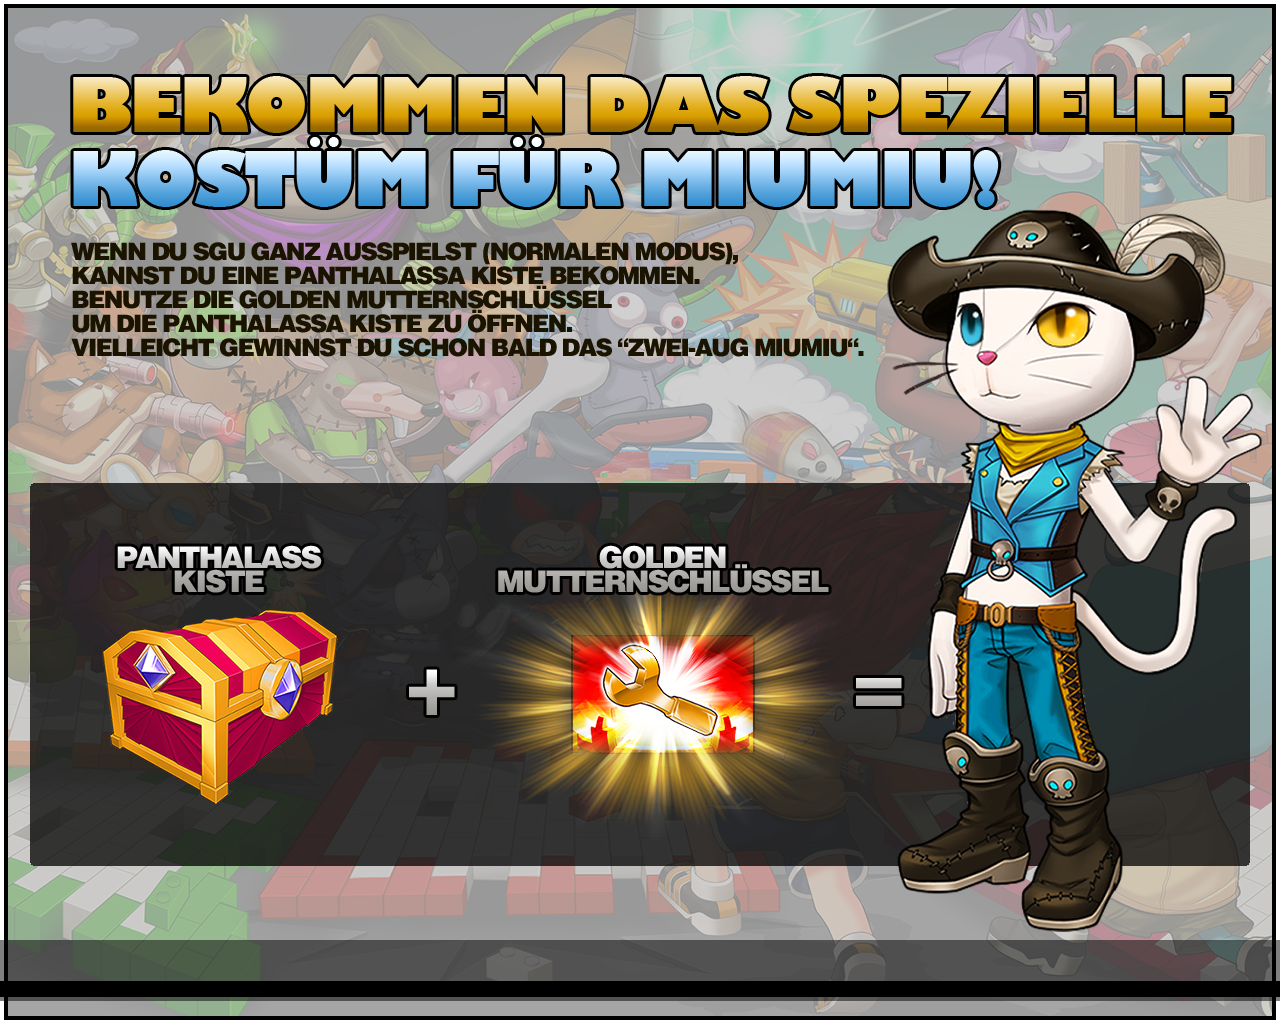 BEKOMMEN DAS SPEZIELLE
KOSTÜM FÜR MIUMIU!
WENN DU SGU GANZ AUSSPIELST (NORMALEN MODUS),
KANNST DU EINE PANTHALASSA KISTE BEKOMMEN.
BENUTZE DIE GOLDEN MUTTERNSCHLÜSSEL
UM DIE PANTHALASSA KISTE ZU ÖFFNEN.
VIELLEICHT GEWINNST DU SCHON BALD DAS “ZWEI-AUG MIUMIU“.
PANTHALASS
KISTE
GOLDEN
MUTTERNSCHLÜSSEL
+
=